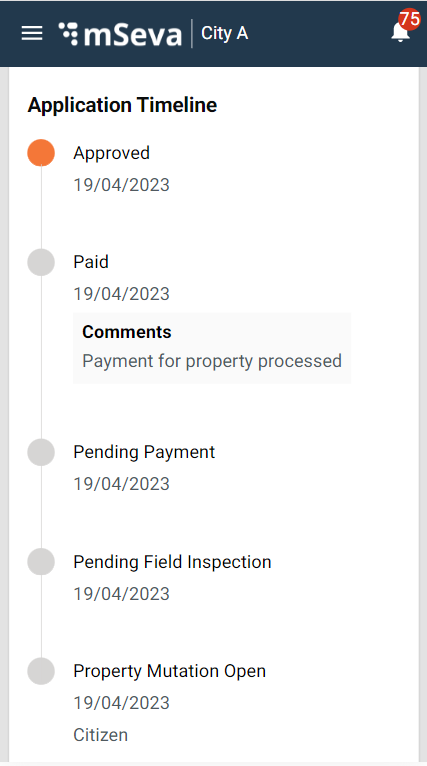 mSeva City A 75
Application Timeline
Approved
19/04/2023
Paid
19/04/2023
Comments
Payment for property processed
Pending Payment
19/04/2023
Pending Field Inspection
19/04/2023
Property Mutation Open
19/04/2023
Citizen